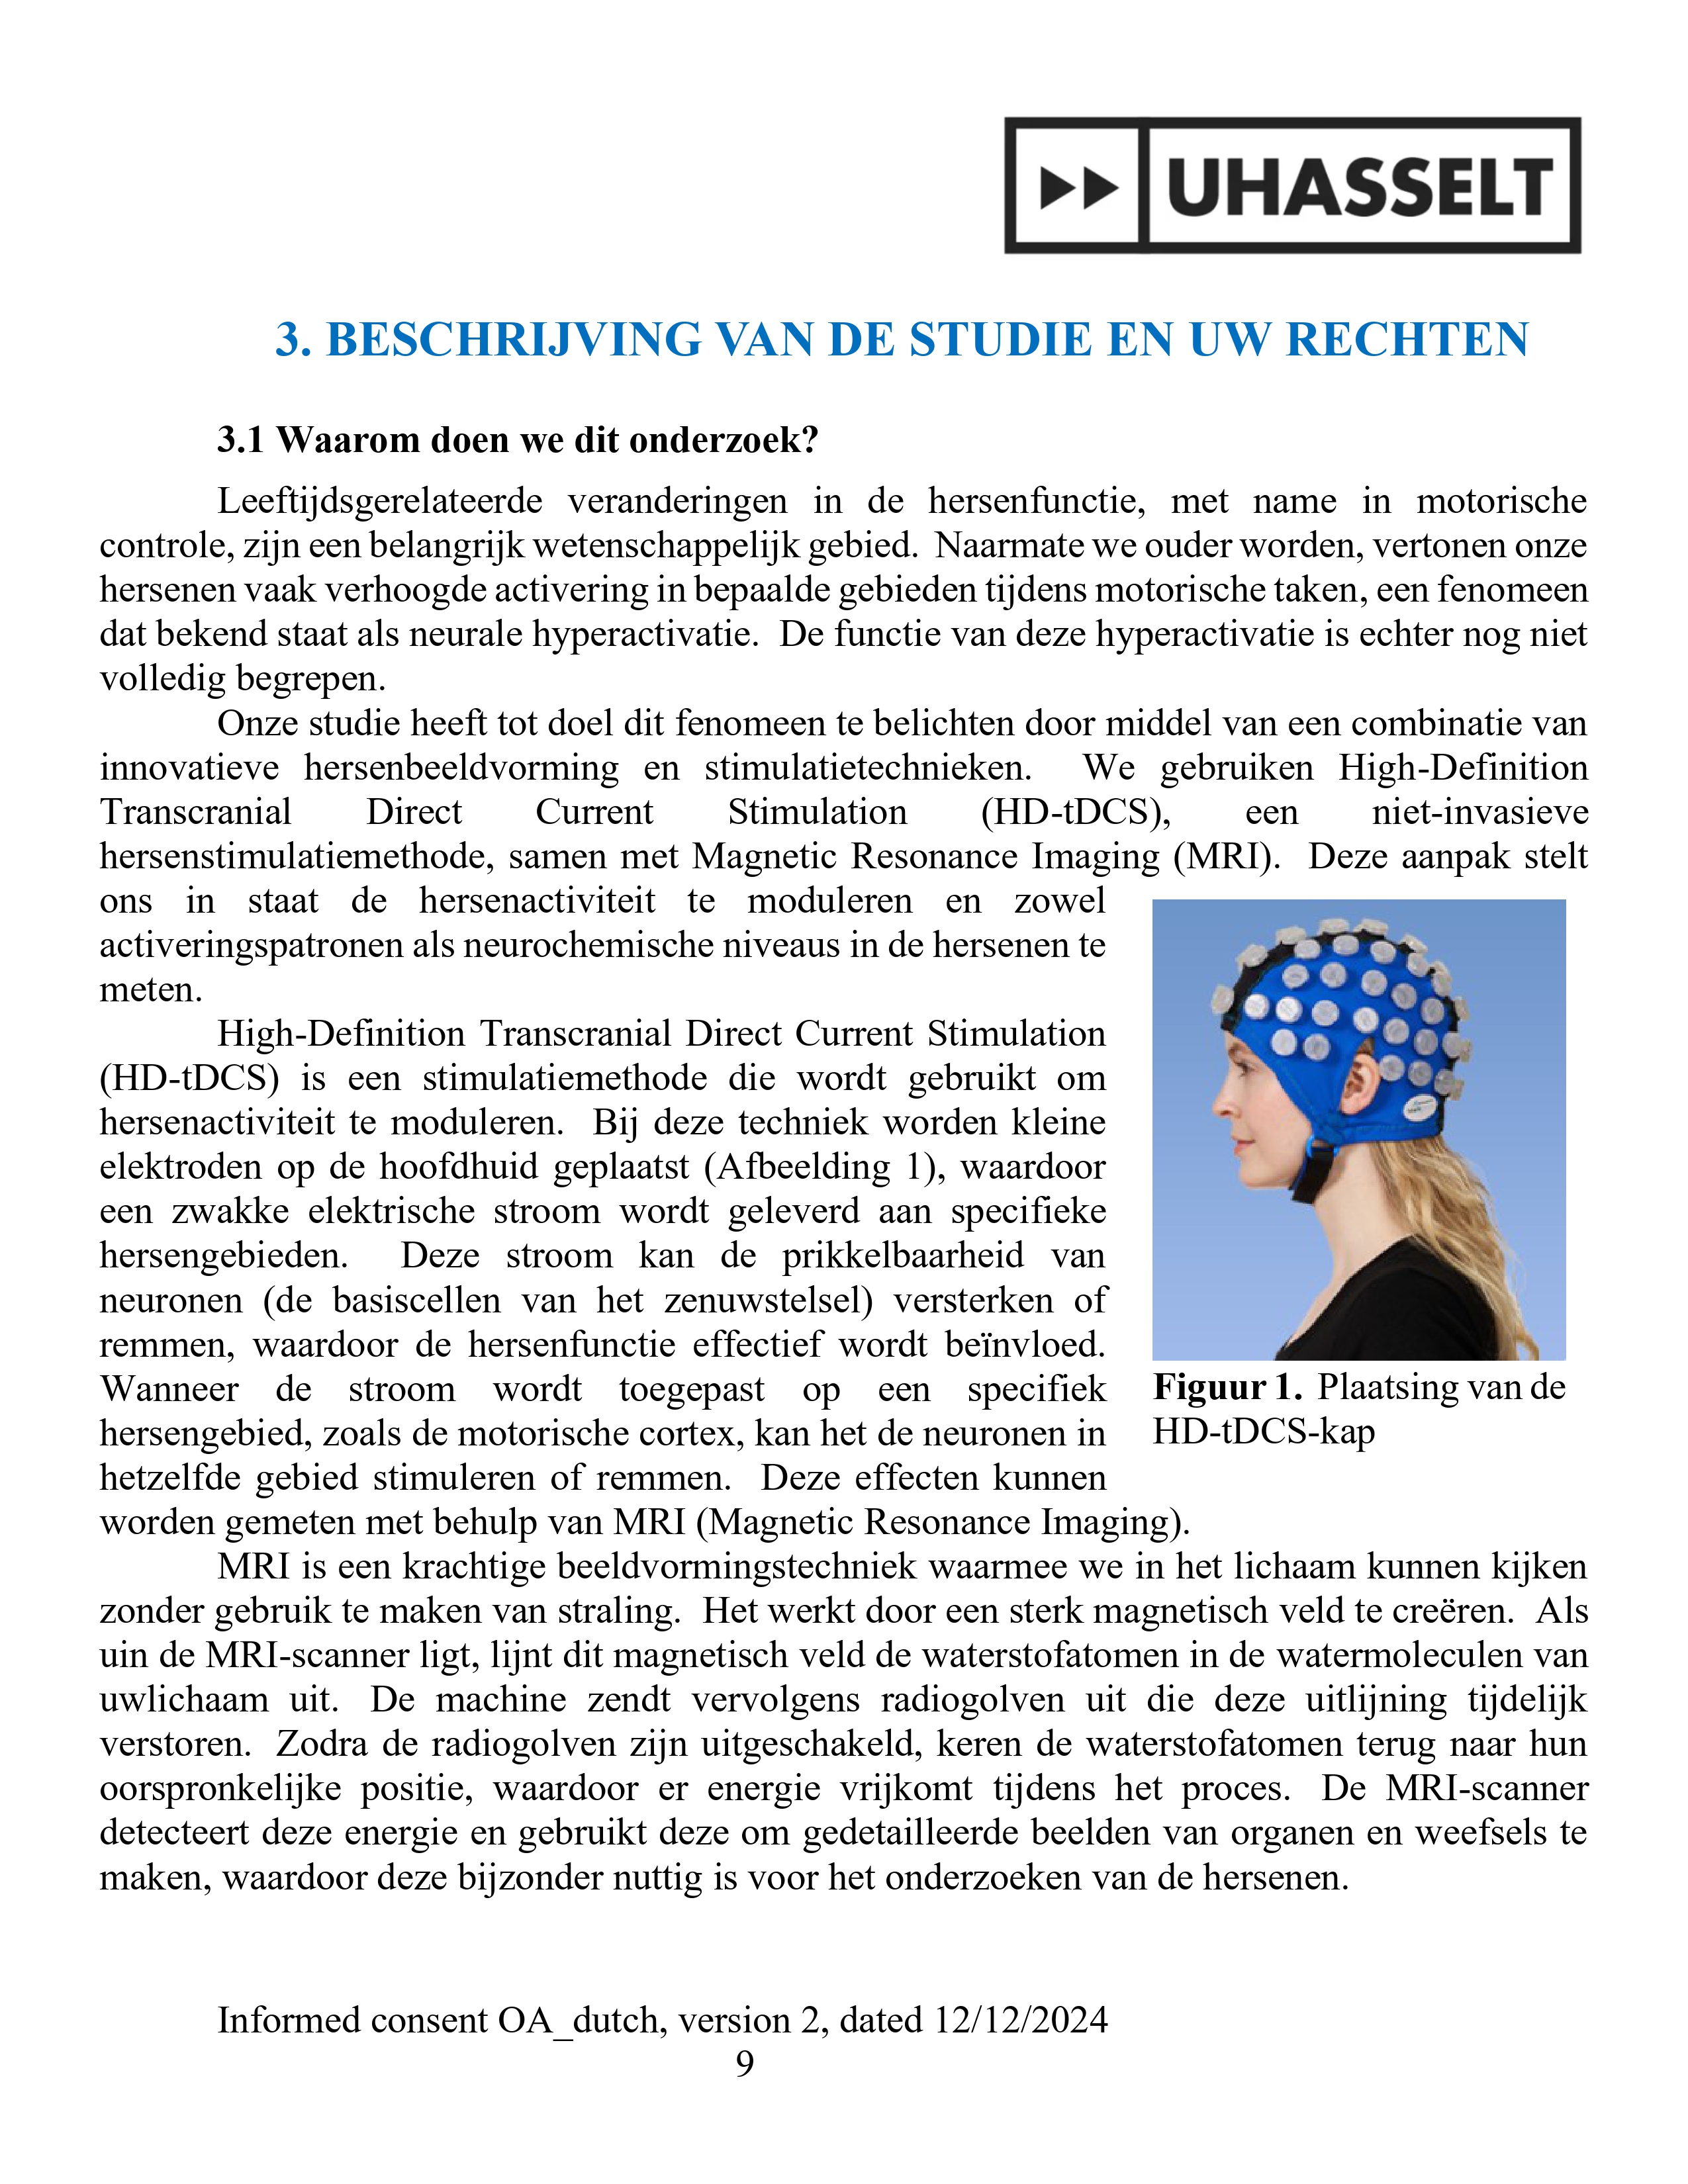 UHASSELT
3. BESCHRIJVING VAN DE STUDIE EN UW RECHTEN
3.1 Waarom doen we dit onderzoek?
Leeftijdsgerelateerde veranderingen in de hersenfunctie, met name in motorische
controle, zijn een belangrijk wetenschappelijk gebied. Naarmate we ouder worden, vertonen onze
hersenen vaak verhoogde activering in bepaalde gebieden tijdens motorische taken, een fenomeen
dat bekend staat als neurale hyperactivatie. De functie van deze hyperactivatie is echter nog niet
volledig begrepen.
Onze studie heeft tot doel dit fenomeen te belichten door middel van een combinatie van
innovatieve hersenbeeldvorming en stimulatietechnieken. We gebruiken High-Definition
Transcranial Direct Current Stimulation (HD-tDCS), een niet-invasieve
hersenstimulatiemethode, samen met Magnetic Resonance Imaging (MRI). Deze aanpak stelt
ons in staat de hersenactiviteit te moduleren en zowel
activeringspatronen als neurochemische niveaus in de hersenen te
meten.
High-Definition Transcranial Direct Current Stimulation
(HD-tDCS) is een stimulatiemethode die wordt gebruikt om
hersenactiviteit te moduleren. Bij deze techniek worden kleine
elektroden op de hoofdhuid geplaatst (Afbeelding 1), waardoor
een zwakke elektrische stroom wordt geleverd aan specifieke
hersengebieden. Deze stroom kan de prikkelbaarheid van
neuronen (de basiscellen van het zenuwstelsel) versterken of
remmen, waardoor de hersenfunctie effectief wordt beïnvloed.
Wanneer de stroom wordt toegepast op een specifiek
hersengebied, zoals de motorische cortex, kan het de neuronen in
hetzelfde gebied stimuleren of remmen. Deze effecten kunnen
worden gemeten met behulp van MRI (Magnetic Resonance Imaging).
Figuur 1. Plaatsing van de
HD-tDCS-kap
MRI is een krachtige beeldvormingstechniek waarmee we in het lichaam kunnen kijken
zonder gebruik te maken van straling. Het werkt door een sterk magnetisch veld te creëren. Als
uin de MRI-scanner ligt, lijnt dit magnetisch veld de waterstofatomen in de watermoleculen van
uwlichaam uit. De machine zendt vervolgens radiogolven uit die deze uitlijning tijdelijk
verstoren. Zodra de radiogolven zijn uitgeschakeld, keren de waterstofatomen terug naar hun
oorspronkelijke positie, waardoor er energie vrijkomt tijdens het proces. De MRI-scanner
detecteert deze energie en gebruikt deze om gedetailleerde beelden van organen en weefsels te
maken, waardoor deze bijzonder nuttig is voor het onderzoeken van de hersenen.
Informed consent OA_dutch, version 2, dated 12/12/2024
9